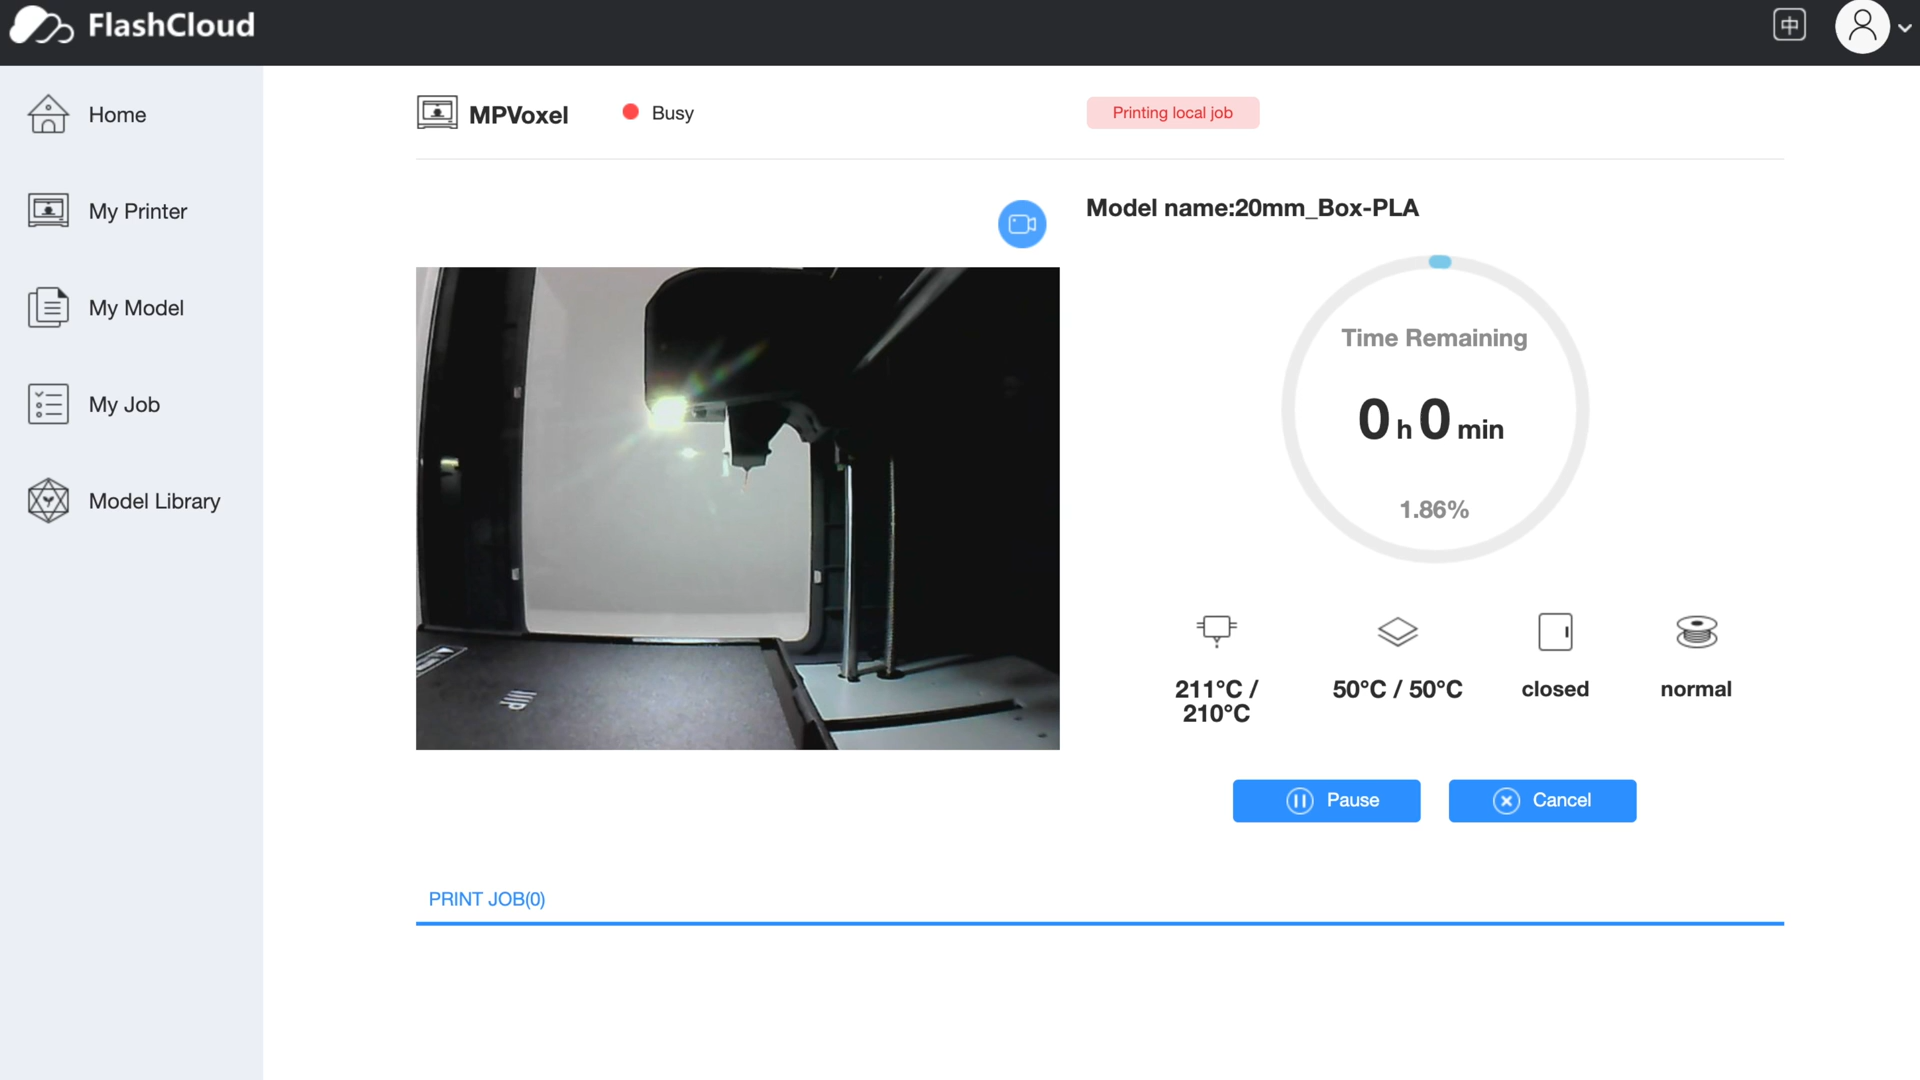 FlashCloud
中
Home
My Printer
My Model
My Job
Model Library
MPVoxel
Busy
Printing local job
Model name:20mm_Box-PLA
Time Remaining
0 h 0 min
1.86%
211°C /
210°C
50°C / 50°C
closed
normal
Pause
Cancel
PRINT JOB(0)